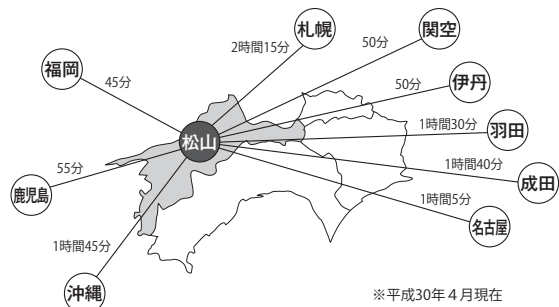 札幌
2時間15分
関空
50分
福岡
45分
伊丹
50分
羽田
1時間30分
松山
成田
1時間40分
鹿児島
55分
名古屋
1時間5分
沖縄
1時間45分
※平成30年4月現在